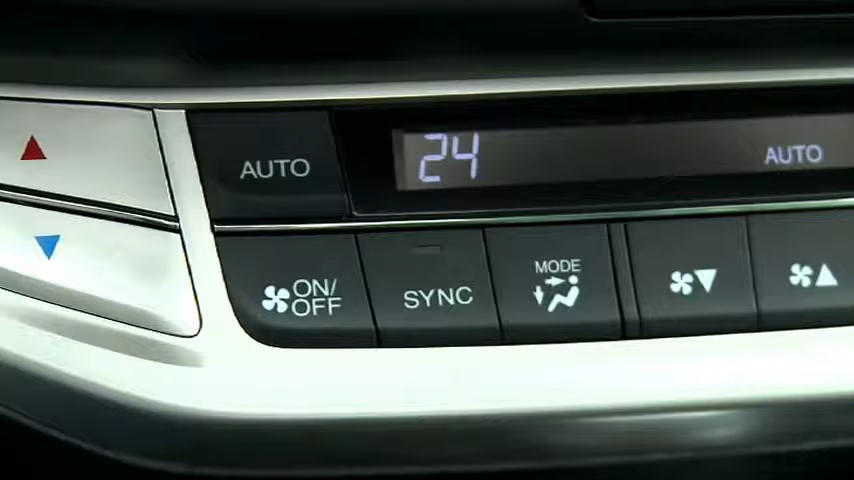 AUTO
24
AUTO
ON/
OFF
SYNC
MODE